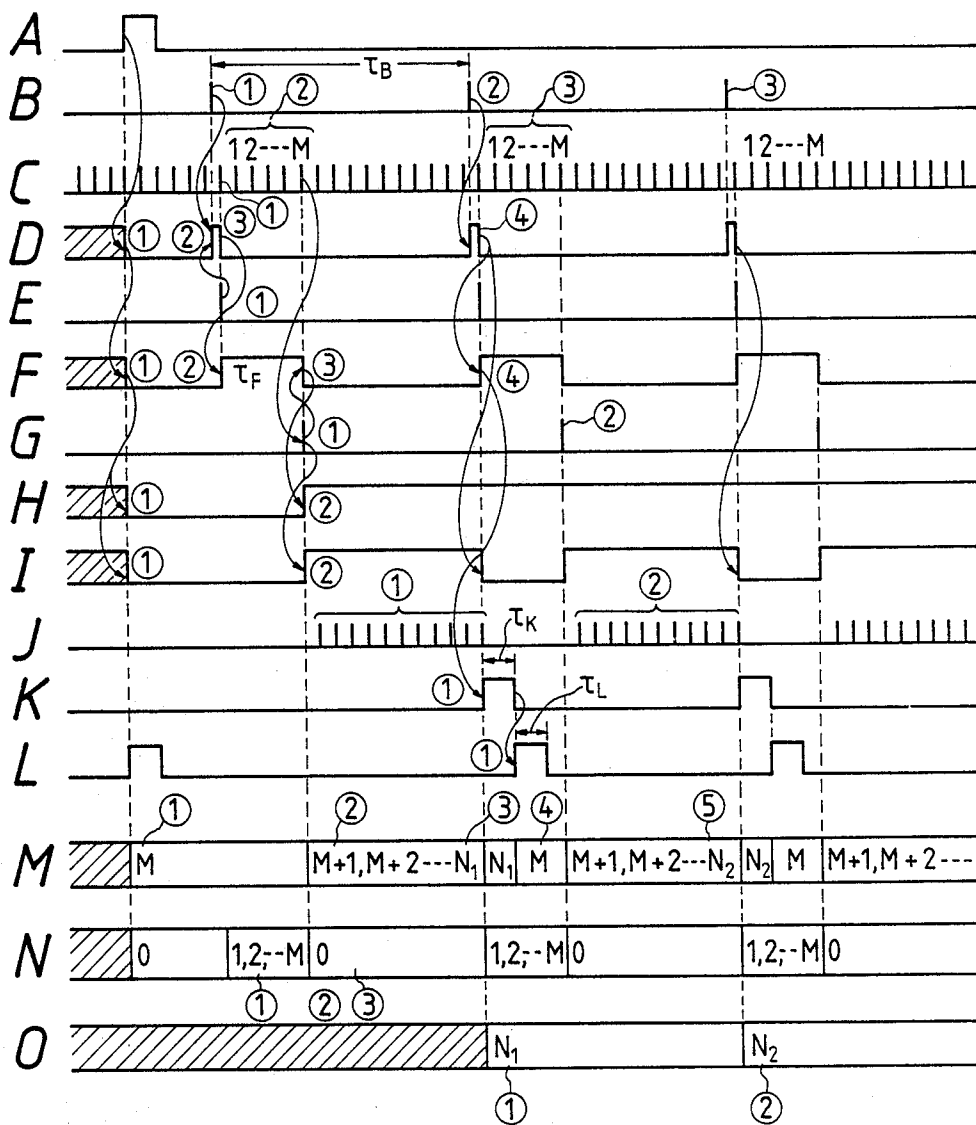 A
τB
B ① ② ③
② ③
12---M 12---M 12---M
C ①
D ① ② ③ ④
E ①
F ① ② τF ③ ④
G ① ②
H ① ②
I ① ②
① ②
J τK
K ① τL
L ①
① ② ③ ④ ⑤
M M M+1,M+2---N1 N1 M M+1,M+2---N2 N2 M M+1,M+2----
N 0 1,2,--M 0 1,2,--M 0 1,2,--M 0
① ② ③
O N1 N2
① ②